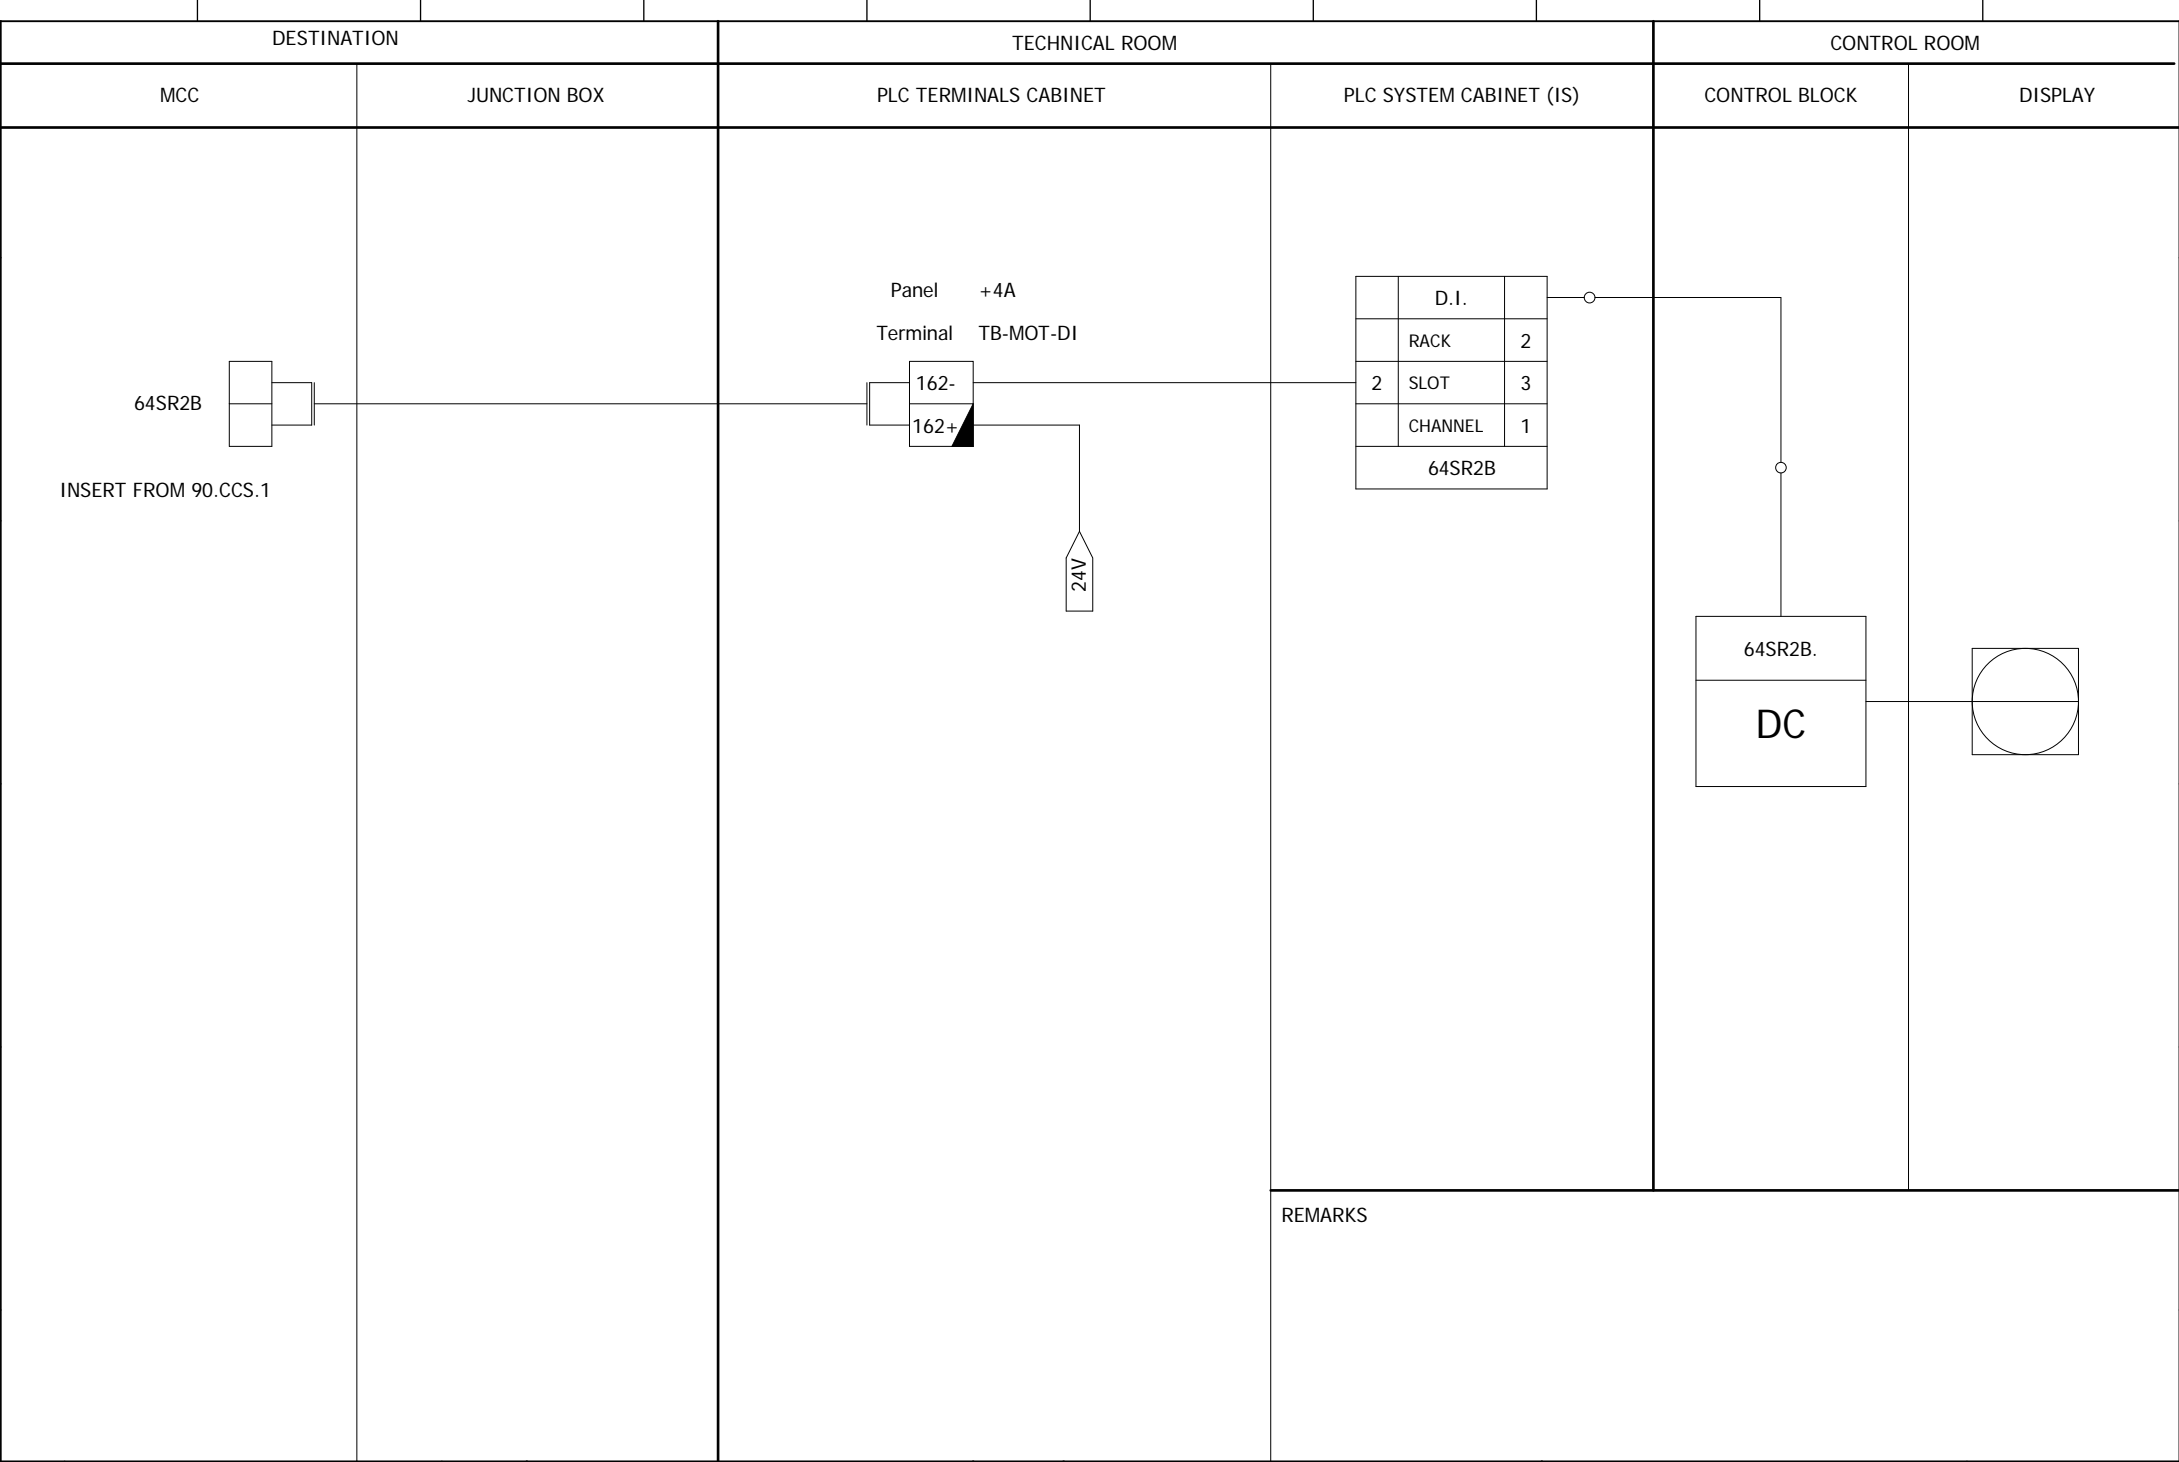 DESTINATION
TECHNICAL ROOM
CONTROL ROOM
MCC
JUNCTION BOX
PLC TERMINALS CABINET
PLC SYSTEM CABINET (IS)
CONTROL BLOCK
DISPLAY
Panel +4A
Terminal TB-MOT-DI
64SR2B
INSERT FROM 90.CCS.1
162-
162+
24V
D.I.
RACK 2
2 SLOT 3
CHANNEL 1
64SR2B
64SR2B.
DC
REMARKS